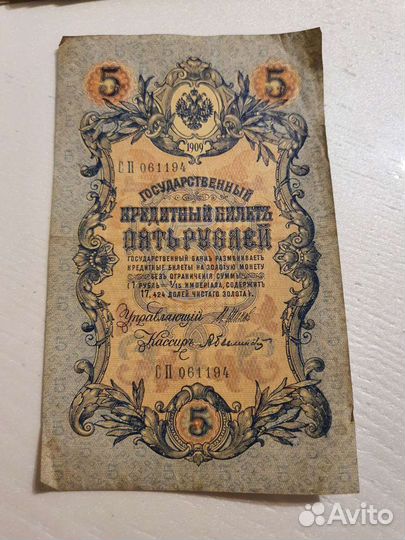 5 5
1909
СП 061194
ГОСУДАРСТВЕННЫЙ
КРЕДИТНЫЙ БИЛЕТЪ
ПЯТЬ РУБЛЕЙ
ГОСУДАРСТВЕННЫЙ БАНКЪ РАЗМѢНИВАЕТЪ
КРЕДИТНЫЕ БИЛЕТЫ НА ЗОЛОТУЮ МОНЕТУ
БЕЗЪ ОГРАНИЧЕНІЯ СУММЫ
(1 РУБЛЬ = 1/15 ИМПЕРІАЛА, СОДЕРЖИТЪ
17,424 ДОЛЕЙ ЧИСТАГО ЗОЛОТА).
Управляющій
Кассиръ
СП 061194
5
Avito